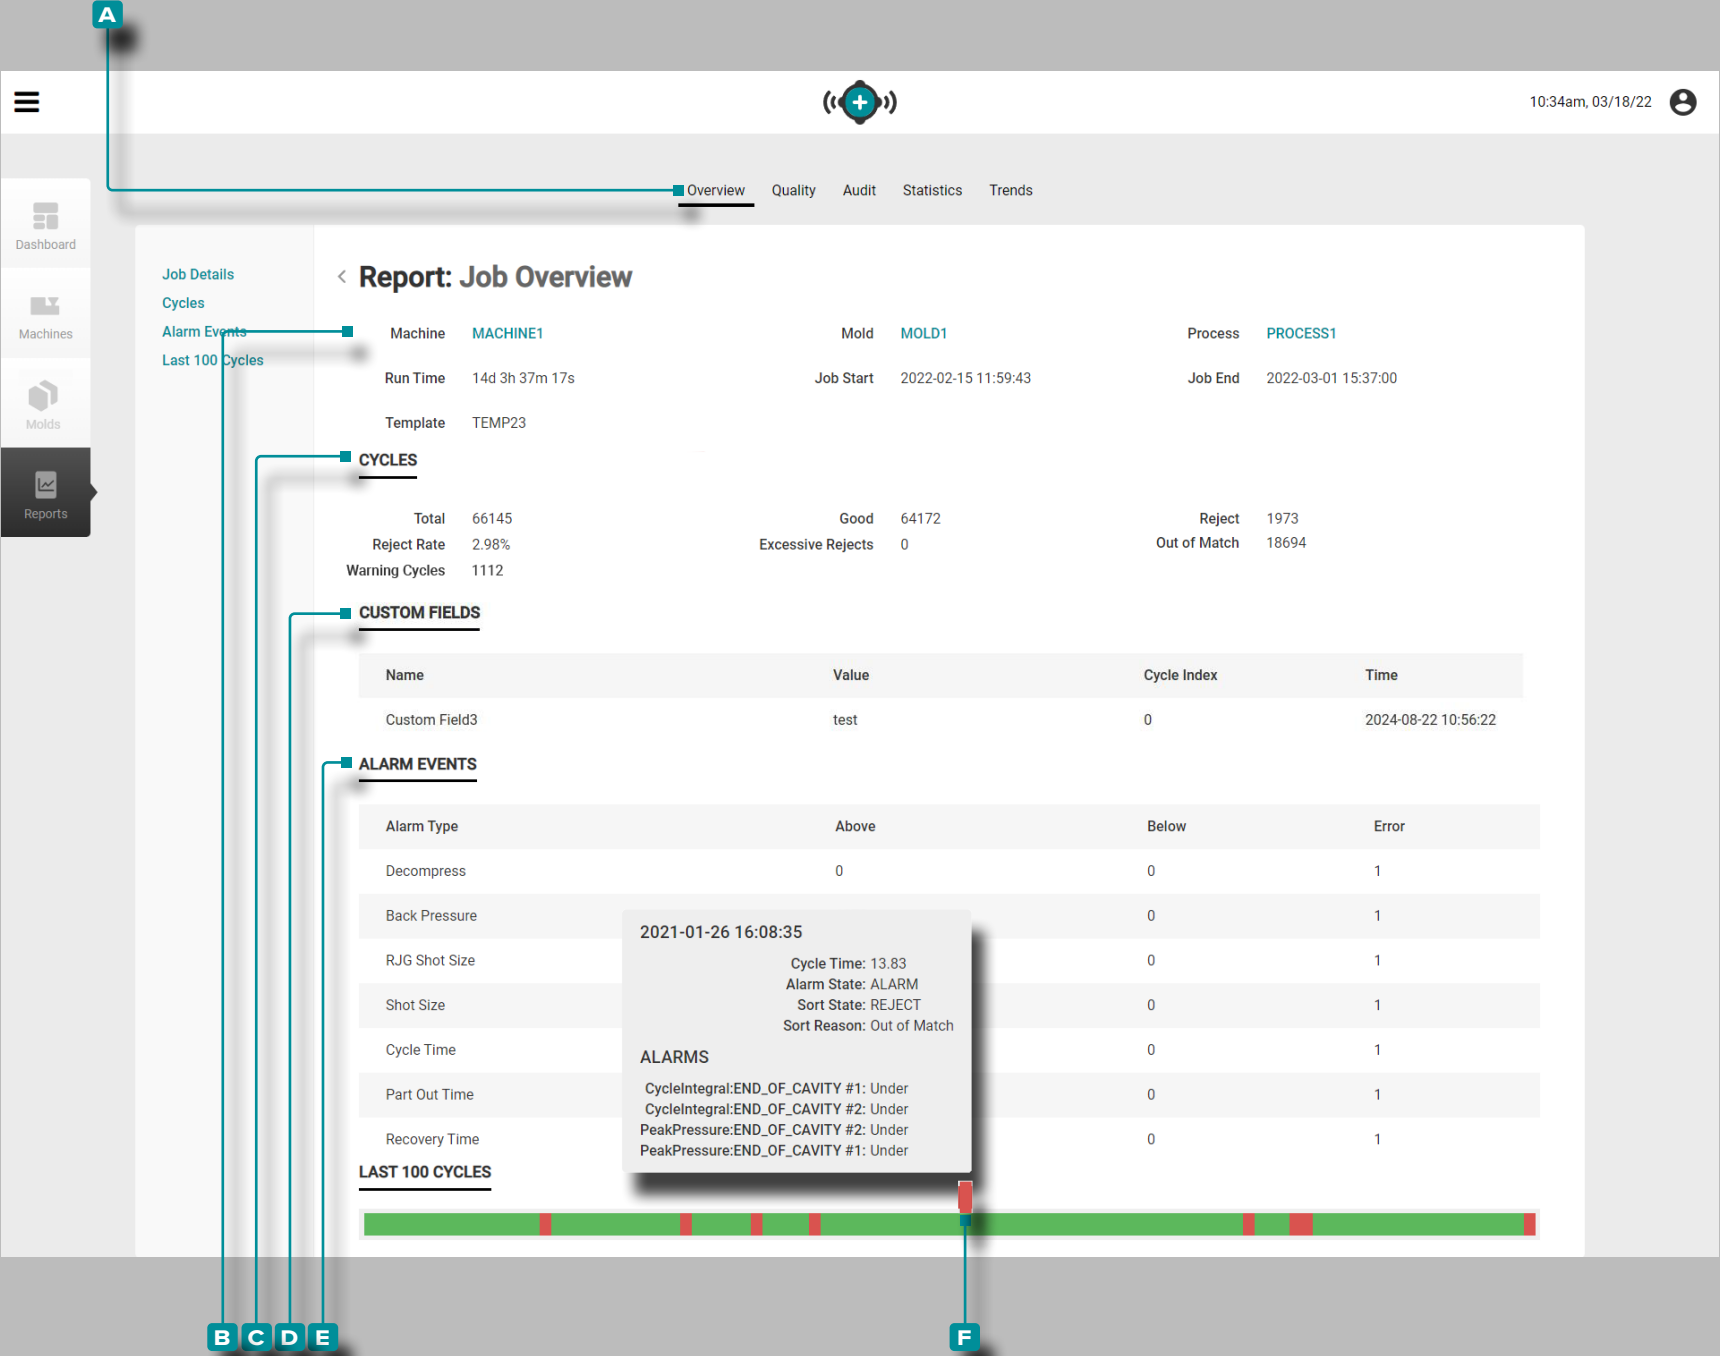 A
10:34am, 03/18/22
Overview Quality Audit Statistics Trends
Dashboard
Machines
Molds
Reports
Job Details
Cycles
Alarm Events
Last 100 Cycles
Report: Job Overview
Machine MACHINE1 Mold MOLD1 Process PROCESS1
Run Time 14d 3h 37m 17s Job Start 2022-02-15 11:59:43 Job End 2022-03-01 15:37:00
Template TEMP23
CYCLES
Total 66145 Good 64172 Reject 1973
Reject Rate 2.98% Excessive Rejects 0 Out of Match 18694
Warning Cycles 1112
CUSTOM FIELDS
Name Value Cycle Index Time
Custom Field3 test 0 2024-08-22 10:56:22
ALARM EVENTS
Alarm Type Above Below Error
Decompress 0 0 1
Back Pressure 0 1
RJG Shot Size 0 1
Shot Size 0 1
Cycle Time 0 1
Part Out Time 0 1
Recovery Time 0 1
2021-01-26 16:08:35
Cycle Time: 13.83
Alarm State: ALARM
Sort State: REJECT
Sort Reason: Out of Match
ALARMS
CycleIntegral:END_OF_CAVITY #1: Under
CycleIntegral:END_OF_CAVITY #2: Under
PeakPressure:END_OF_CAVITY #2: Under
PeakPressure:END_OF_CAVITY #1: Under
LAST 100 CYCLES
B C D E F